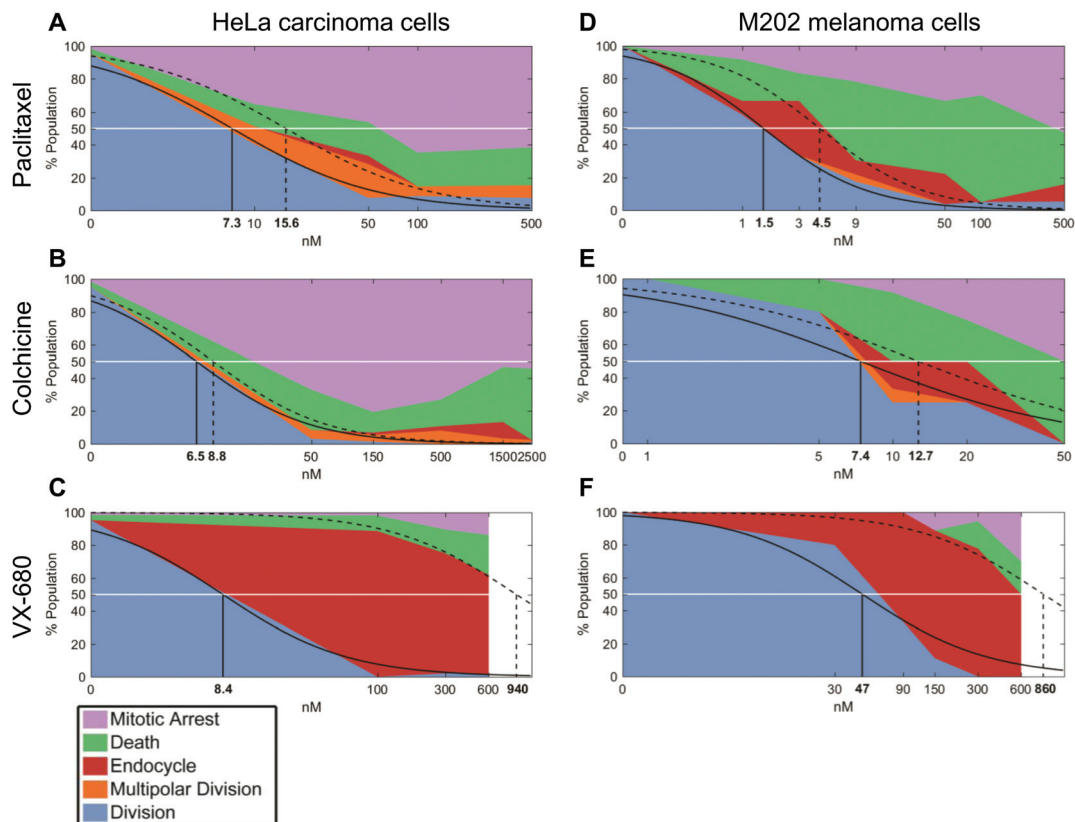 HeLa carcinoma cells
M202 melanoma cells
Paclitaxel
Colchicine
VX-680
A
% Population
100
80
60
50
40
20
0
0 7.3 10 15.6 50 100 500
nM
D
% Population
100
80
60
50
40
20
0
0 1 1.5 3 4.5 9 50 100 500
nM
B
% Population
100
80
60
50
40
20
0
0 6.5 8.8 50 150 500 1500 2500
nM
E
% Population
100
80
60
50
40
20
0
0 1 5 7.4 10 12.7 20 50
nM
C
% Population
100
80
60
50
40
20
0
0 8.4 100 300 600 940
nM
F
% Population
100
80
60
50
40
20
0
0 30 47 90 150 300 600 860
nM
Mitotic Arrest
Death
Endocycle
Multipolar Division
Division